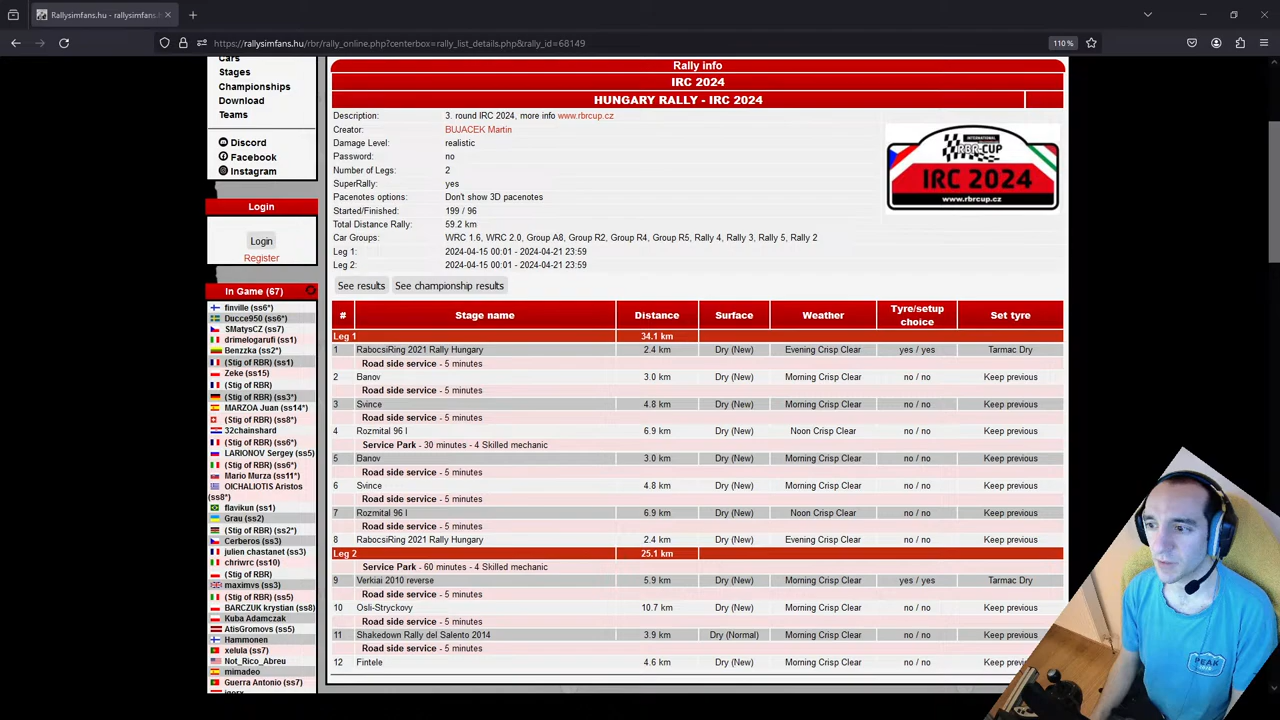 Rallysimfans.hu - rallysimfans.h
https://rallysimfans.hu/rbr/rally_online.php?centerbox=rally_list_details.php&rally_id=68149
110 %
Cars
Stages
Championships
Download
Teams
Discord
Facebook
Instagram
Login
Login
Register
In Game (67)
finville (ss6*)
Ducce950 (ss6*)
SMatysCZ (ss7)
drimelogarufi (ss1)
Benzzka (ss2*)
(Stig of RBR) (ss1)
Zeke (ss15)
(Stig of RBR)
(Stig of RBR) (ss3*)
MARZOA Juan (ss14*)
(Stig of RBR) (ss8*)
32chainshard
(Stig of RBR) (ss6*)
LARIONOV Sergey (ss5)
(Stig of RBR) (ss6*)
Mario Murza (ss11*)
OICHALIOTIS Aristos
(ss8*)
flavikun (ss1)
Grau (ss2)
(Stig of RBR) (ss2*)
Cerberos (ss3)
julien chastanet (ss3)
chriwrc (ss10)
(Stig of RBR)
maximvs (ss3)
(Stig of RBR) (ss5)
BARCZUK krystian (ss8)
Kuba Adamczak
AtisGromovs (ss5)
Hammonen
xelula (ss7)
Not_Rico_Abreu
mimadeo
Guerra Antonio (ss7)
Rally info
IRC 2024
HUNGARY RALLY - IRC 2024
Description: 3. round IRC 2024, more info www.rbrcup.cz
Creator: BUJACEK Martin
Damage Level: realistic
Password: no
Number of Legs: 2
SuperRally: yes
Pacenotes options: Don't show 3D pacenotes
Started/Finished: 199 / 96
Total Distance Rally: 59.2 km
Car Groups: WRC 1.6, WRC 2.0, Group A8, Group R2, Group R4, Group R5, Rally 4, Rally 3, Rally 5, Rally 2
Leg 1: 2024-04-15 00:01 - 2024-04-21 23:59
Leg 2: 2024-04-15 00:01 - 2024-04-21 23:59
INTERNATIONAL
RBR CUP
IRC 2024
www.rbrcup.cz
See results See championship results
# Stage name Distance Surface Weather Tyre/setup choice Set tyre
Leg 1 34.1 km
1 RabocsiRing 2021 Rally Hungary 2.4 km Dry (New) Evening Crisp Clear yes / yes Tarmac Dry
Road side service - 5 minutes
2 Banov 3.0 km Dry (New) Morning Crisp Clear no / no Keep previous
Road side service - 5 minutes
3 Svince 4.8 km Dry (New) Morning Crisp Clear no / no Keep previous
Road side service - 5 minutes
4 Rozmital 96 I 6.9 km Dry (New) Noon Crisp Clear no / no Keep previous
Service Park - 30 minutes - 4 Skilled mechanic
5 Banov 3.0 km Dry (New) Morning Crisp Clear no / no Keep previous
Road side service - 5 minutes
6 Svince 4.8 km Dry (New) Morning Crisp Clear no / no Keep previous
Road side service - 5 minutes
7 Rozmital 96 I 6.9 km Dry (New) Noon Crisp Clear no / no Keep previous
Road side service - 5 minutes
8 RabocsiRing 2021 Rally Hungary 2.4 km Dry (New) Evening Crisp Clear no / no Keep previous
Leg 2 25.1 km
Service Park - 60 minutes - 4 Skilled mechanic
9 Verkiai 2010 reverse 5.9 km Dry (New) Morning Crisp Clear yes / yes Tarmac Dry
Road side service - 5 minutes
10 Osli-Stryckovy 10.7 km Dry (New) Morning Crisp Clear no / no Keep previous
Road side service - 5 minutes
11 Shakedown Rally del Salento 2014 3.9 km Dry (Normal) Morning Crisp Clear no / no Keep previous
Road side service - 5 minutes
12 Fintele 4.6 km Dry (New) Morning Crisp Clear no / no Keep
PEAK